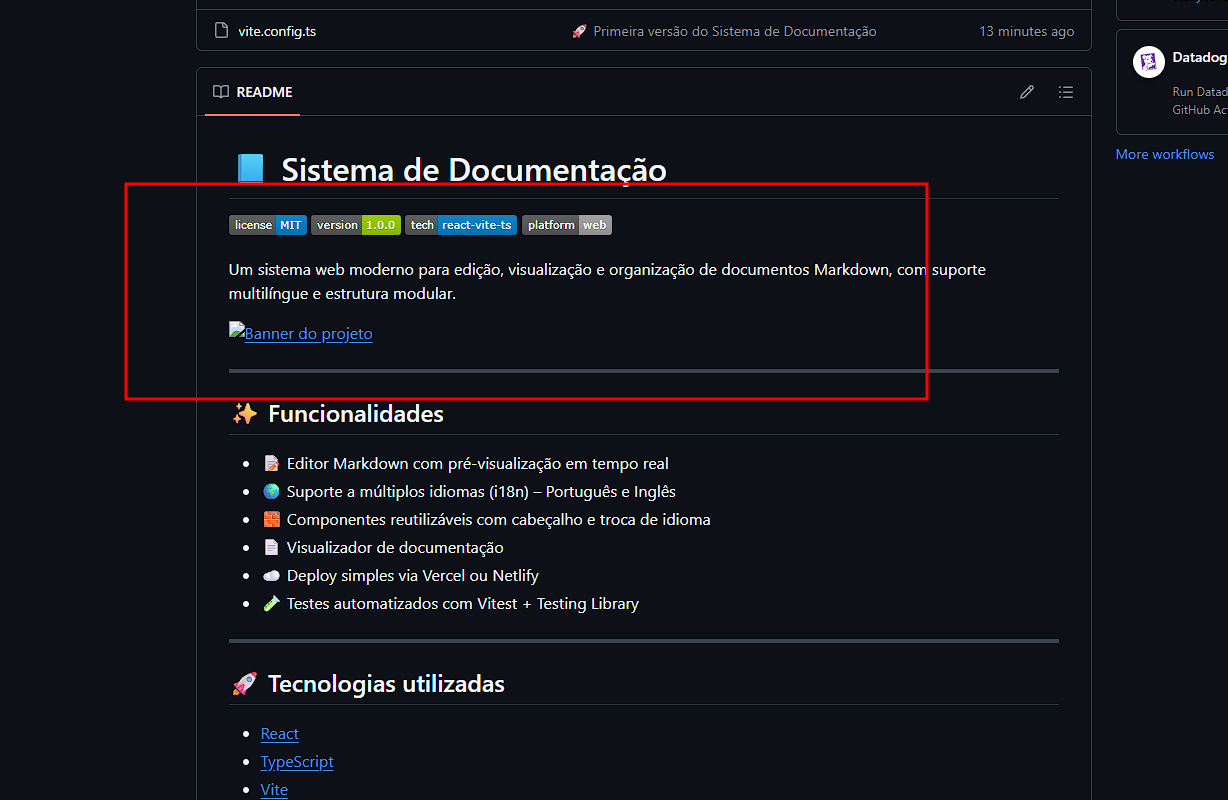 vite.config.ts
🚀 Primeira versão do Sistema de Documentação
13 minutes ago
README
📘 Sistema de Documentação
license MIT version 1.0.0 tech react-vite-ts platform web
Um sistema web moderno para edição, visualização e organização de documentos Markdown, com suporte
multilíngue e estrutura modular.
Banner do projeto
✨ Funcionalidades
📝 Editor Markdown com pré-visualização em tempo real
🌍 Suporte a múltiplos idiomas (i18n) – Português e Inglês
🧱 Componentes reutilizáveis com cabeçalho e troca de idioma
📄 Visualizador de documentação
☁️ Deploy simples via Vercel ou Netlify
🧪 Testes automatizados com Vitest + Testing Library
🚀 Tecnologias utilizadas
React
TypeScript
Vite
Datadog
Run Datad
GitHub Ac
More workflows